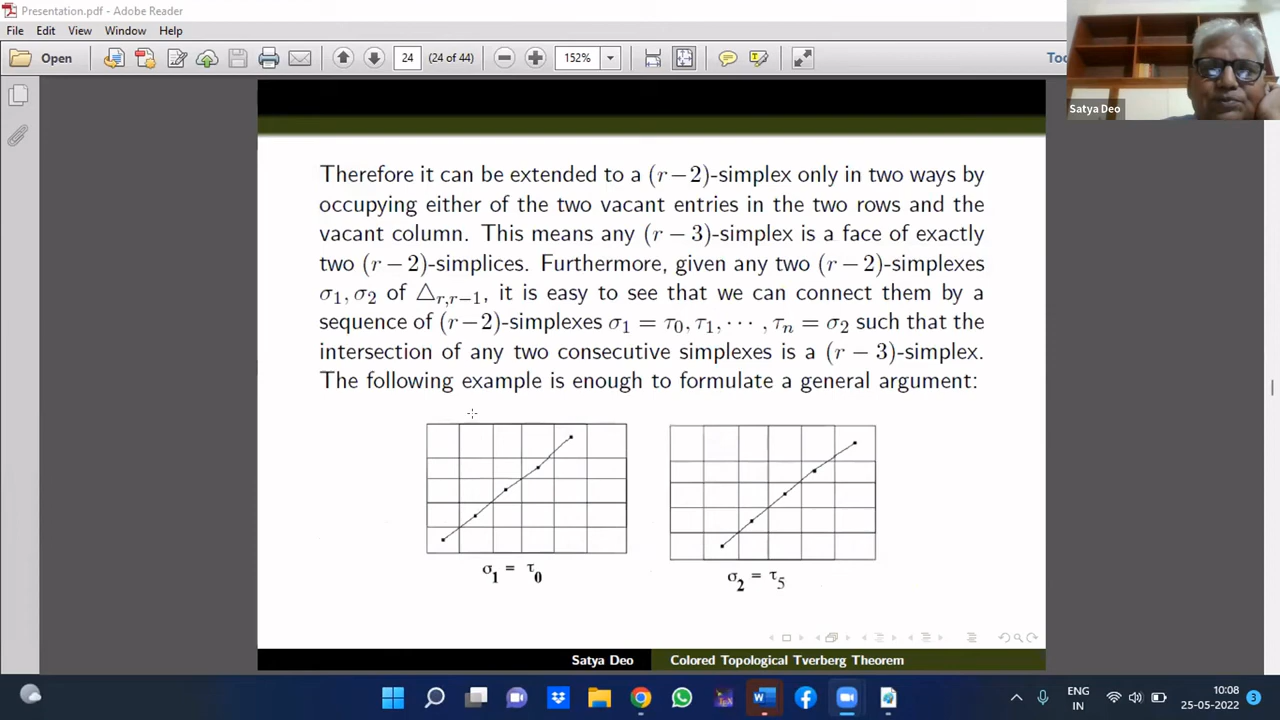 Presentation.pdf - Adobe Reader
File Edit View Window Help
Open 24 (24 of 44) 152%
Satya Deo
Therefore it can be extended to a (r−2)-simplex only in two ways by
occupying either of the two vacant entries in the two rows and the
vacant column. This means any (r − 3)-simplex is a face of exactly
two (r−2)-simplices. Furthermore, given any two (r−2)-simplexes
σ₁, σ₂ of △ᵣ,ᵣ₋₁, it is easy to see that we can connect them by a
sequence of (r−2)-simplexes σ₁ = τ₀, τ₁, ⋯ , τₙ = σ₂ such that the
intersection of any two consecutive simplexes is a (r − 3)-simplex.
The following example is enough to formulate a general argument:
σ₁ = τ₀
σ₂ = τ₅
Satya Deo Colored Topological Tverberg Theorem
ENG
IN
10:08
25-05-2022
3